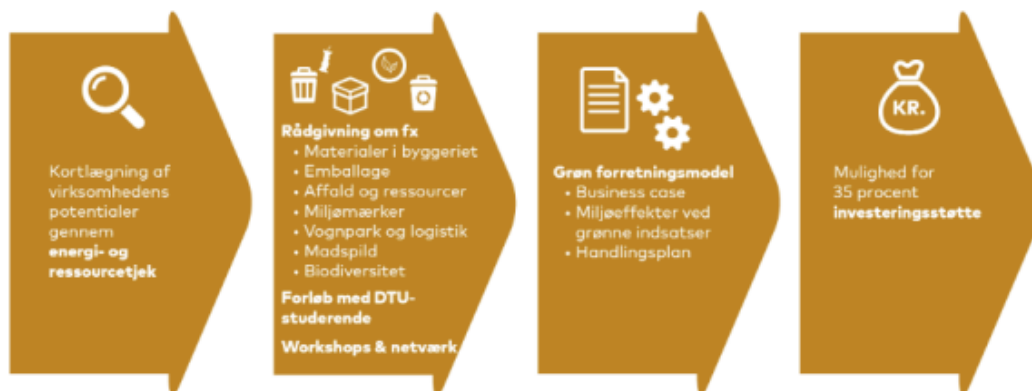 Kortlægning af
virksomhedens
potentialer
gennem
energi- og
ressourcetjek
Rådgivning om fx
• Materialer i byggeriet
• Emballage
• Affald og ressourcer
• Miljømærker
• Vognpark og logistik
• Madspild
• Biodiversitet
Forløb med DTU-
studerende
Workshops & netværk
Grøn forretningsmodel
• Business case
• Miljøeffekter ved
grønne indsatser
• Handlingsplan
KR.
Mulighed for
35 procent
investeringsstøtte